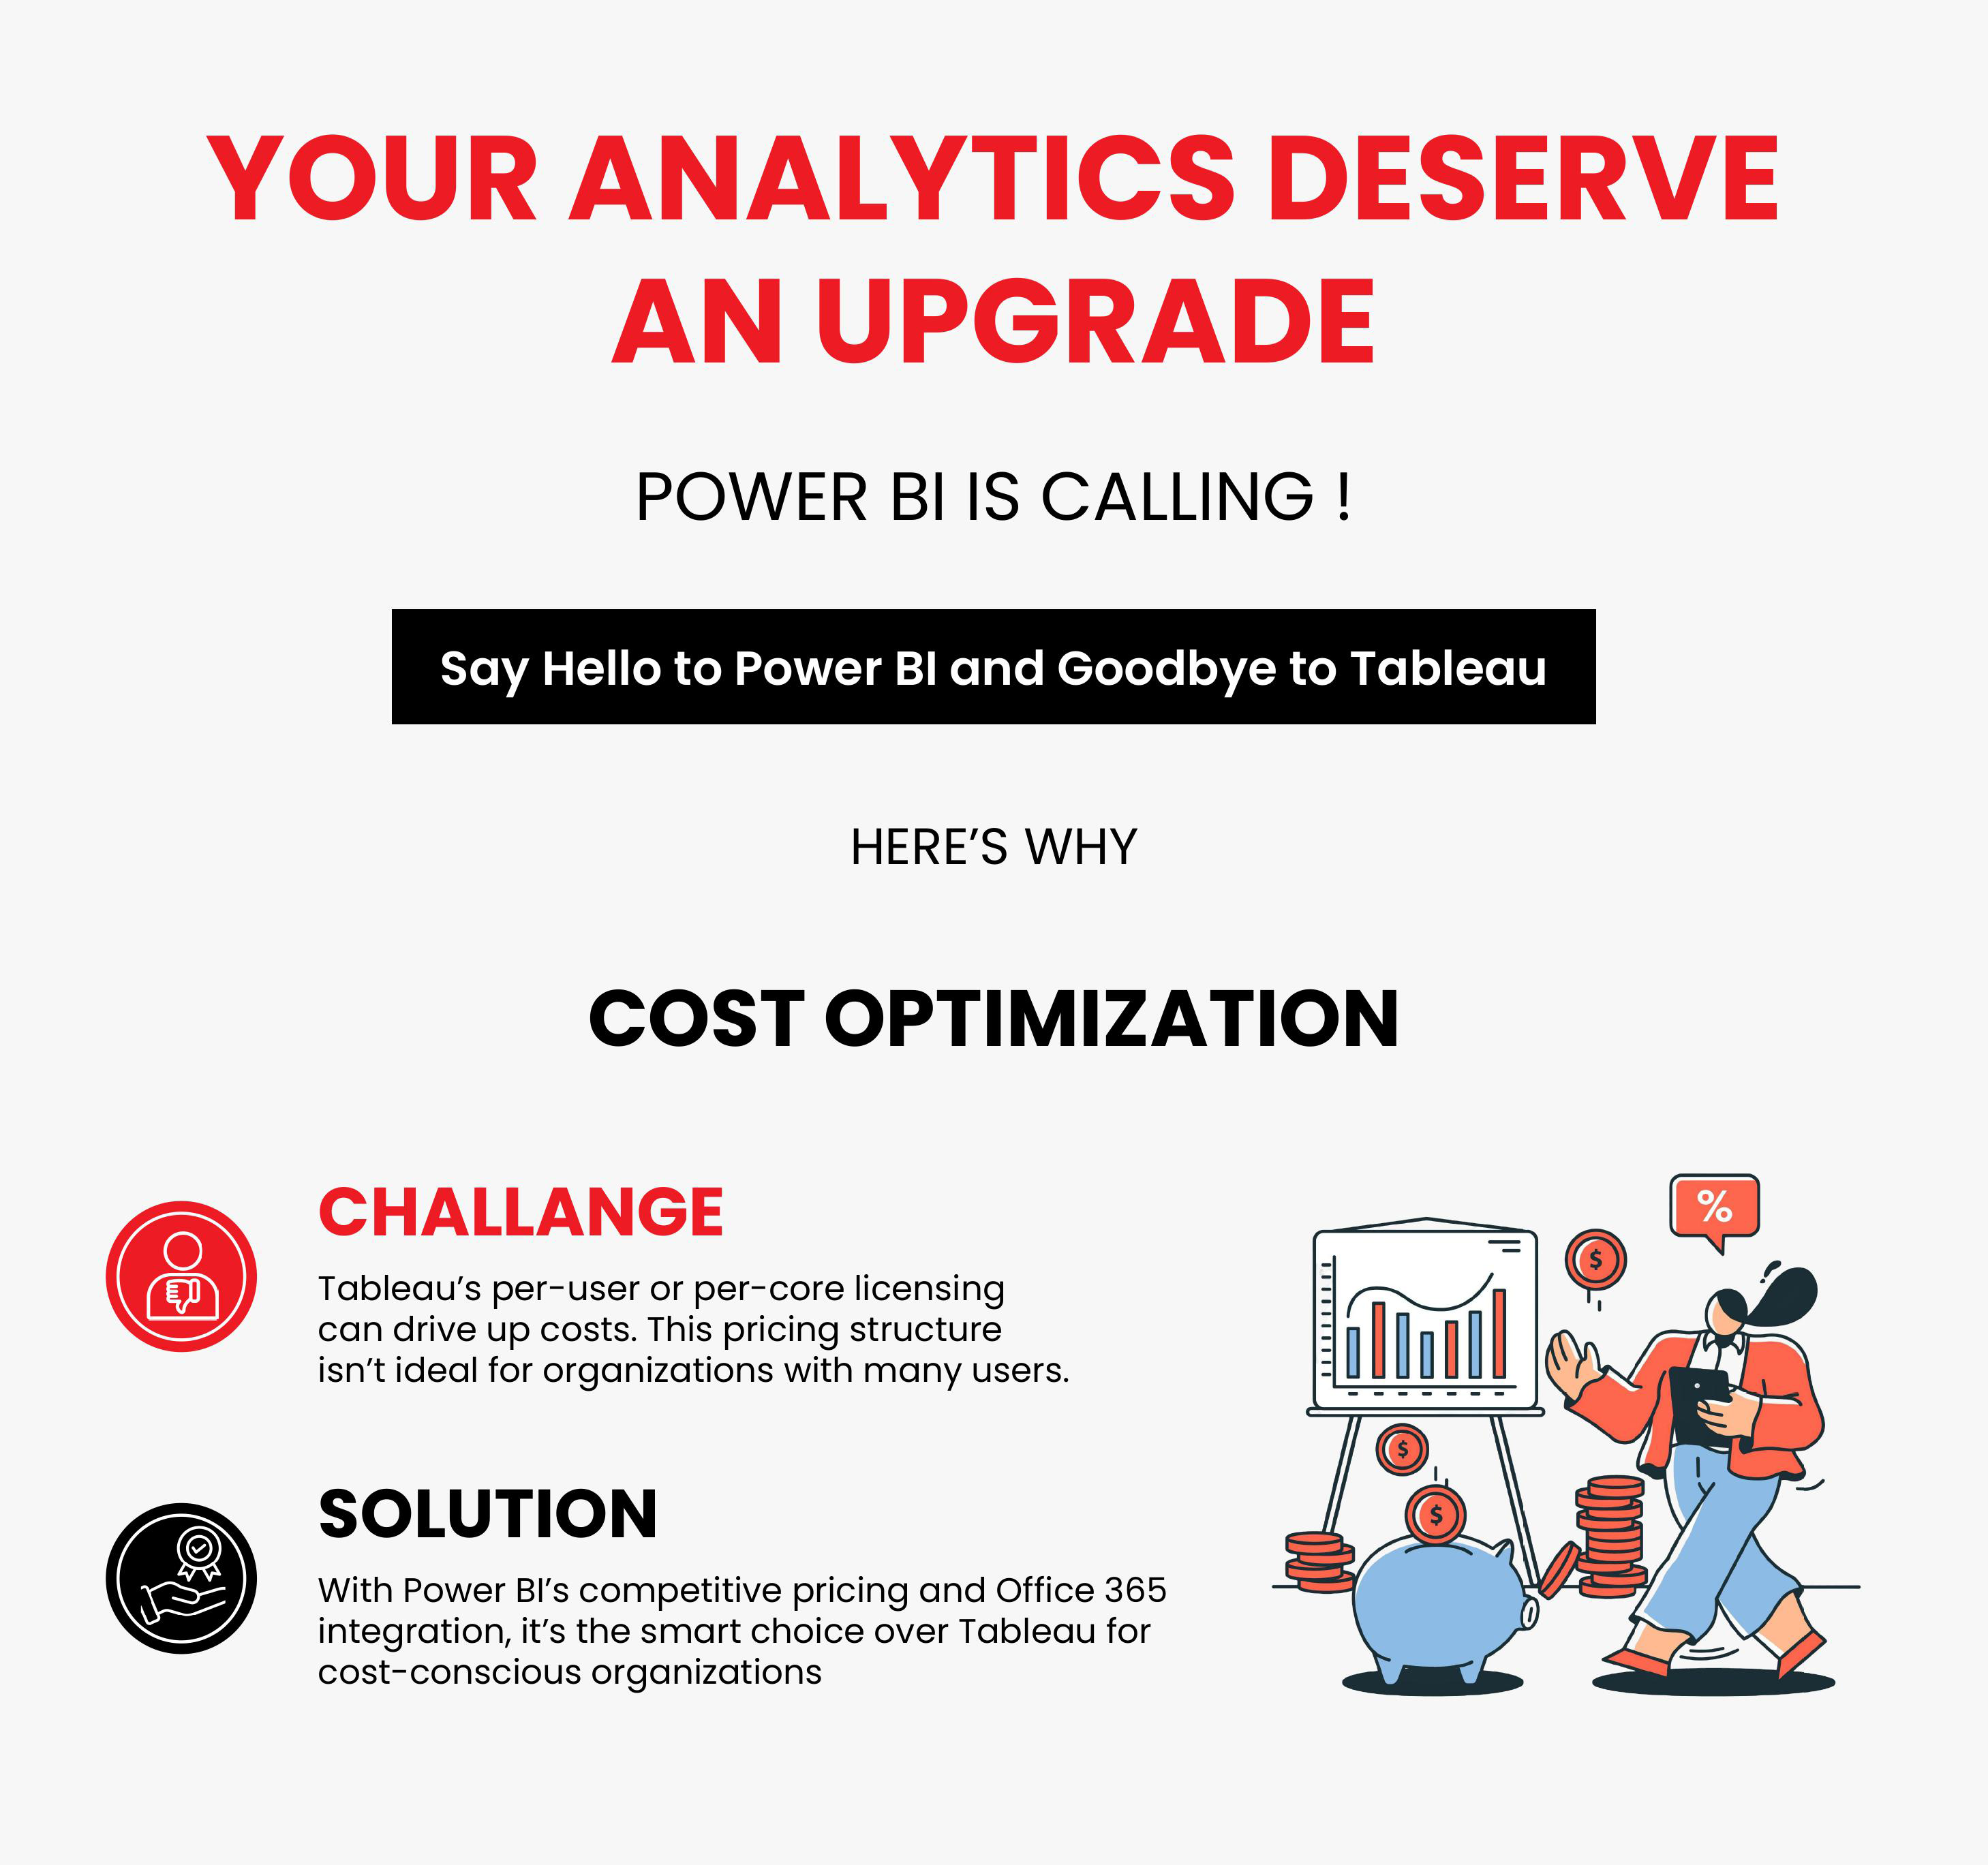 YOUR ANALYTICS DESERVE
AN UPGRADE
POWER BI IS CALLING !
Say Hello to Power BI and Goodbye to Tableau
HERE’S WHY
COST OPTIMIZATION
CHALLANGE
Tableau’s per-user or per-core licensing
can drive up costs. This pricing structure
isn’t ideal for organizations with many users.
SOLUTION
With Power BI’s competitive pricing and Office 365
integration, it’s the smart choice over Tableau for
cost-conscious organizations
%
$
$
$